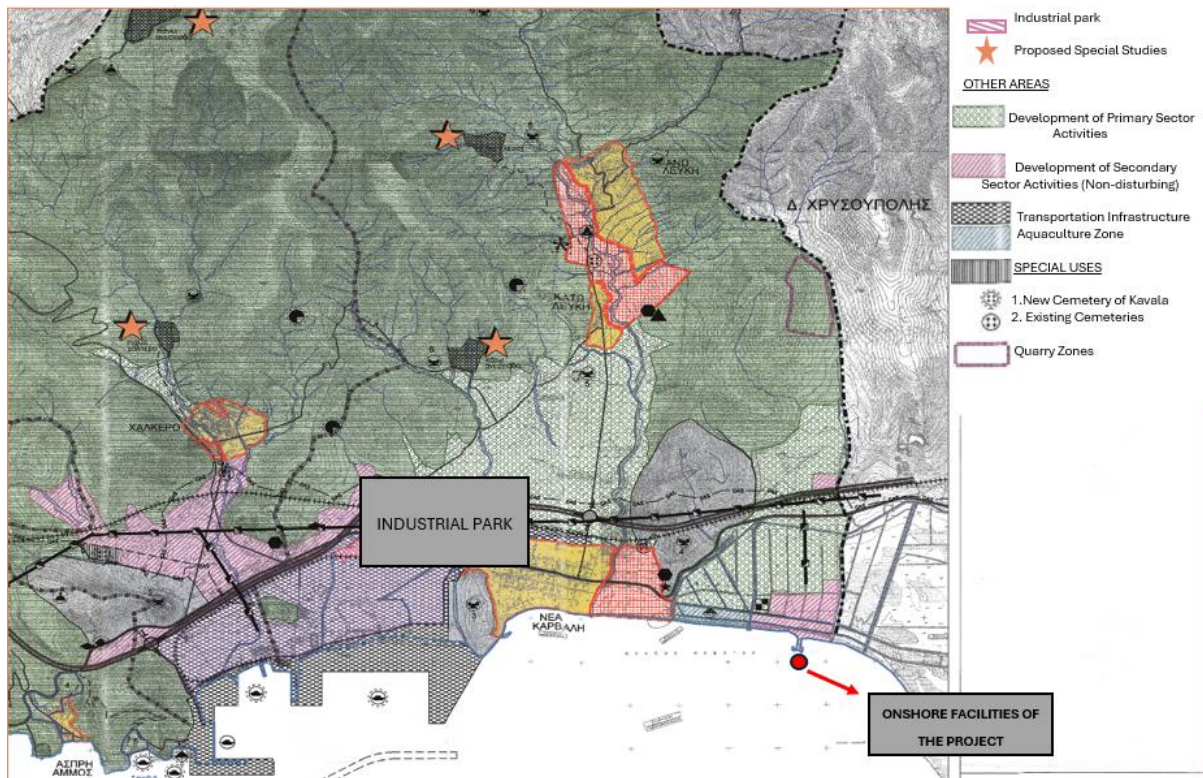 Industrial park
Proposed Special Studies
OTHER AREAS
Development of Primary Sector
Activities
Development of Secondary
Sector Activities (Non-disturbing)
Transportation Infrastructure
Aquaculture Zone
SPECIAL USES
1.New Cemetery of Kavala
2. Existing Cemeteries
Quarry Zones
ΑΝΩ
ΛΕΥΚΗ
Δ. ΧΡΥΣΟΥΠΟΛΗΣ
ΚΑΤΩ
ΛΕΥΚΗ
ΧΑΛΚΕΡΟ
INDUSTRIAL PARK
ΝΕΑ
ΚΑΡΒΑΛΗ
ONSHORE FACILITIES OF
THE PROJECT
ΑΣΠΡΗ
ΑΜΜΟΣ